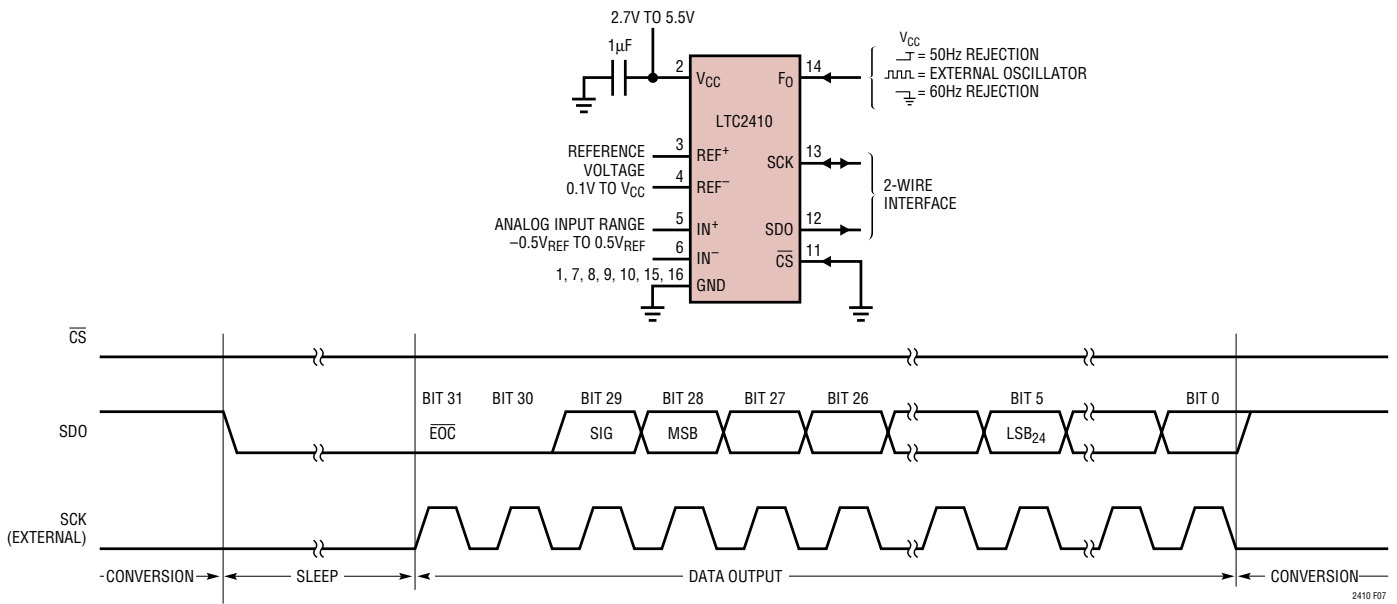 2.7V TO 5.5V
1µF
2
VCC
LTC2410
FO
14
VCC
= 50Hz REJECTION
= EXTERNAL OSCILLATOR
= 60Hz REJECTION
REFERENCE
VOLTAGE
0.1V TO VCC
3
REF+
4
REF−
SCK
13
2-WIRE
INTERFACE
ANALOG INPUT RANGE
−0.5VREF TO 0.5VREF
5
IN+
6
IN−
SDO
12
CS
11
1, 7, 8, 9, 10, 15, 16
GND
CS
BIT 31 BIT 30 BIT 29 BIT 28 BIT 27 BIT 26 BIT 5 BIT 0
SDO
EOC SIG MSB LSB24
SCK
(EXTERNAL)
CONVERSION SLEEP DATA OUTPUT CONVERSION
2410 F07